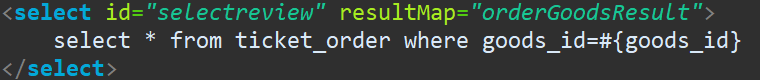 <select id="selectreview" resultMap="orderGoodsResult">
    select * from ticket_order where goods_id=#{goods_id}
</select>